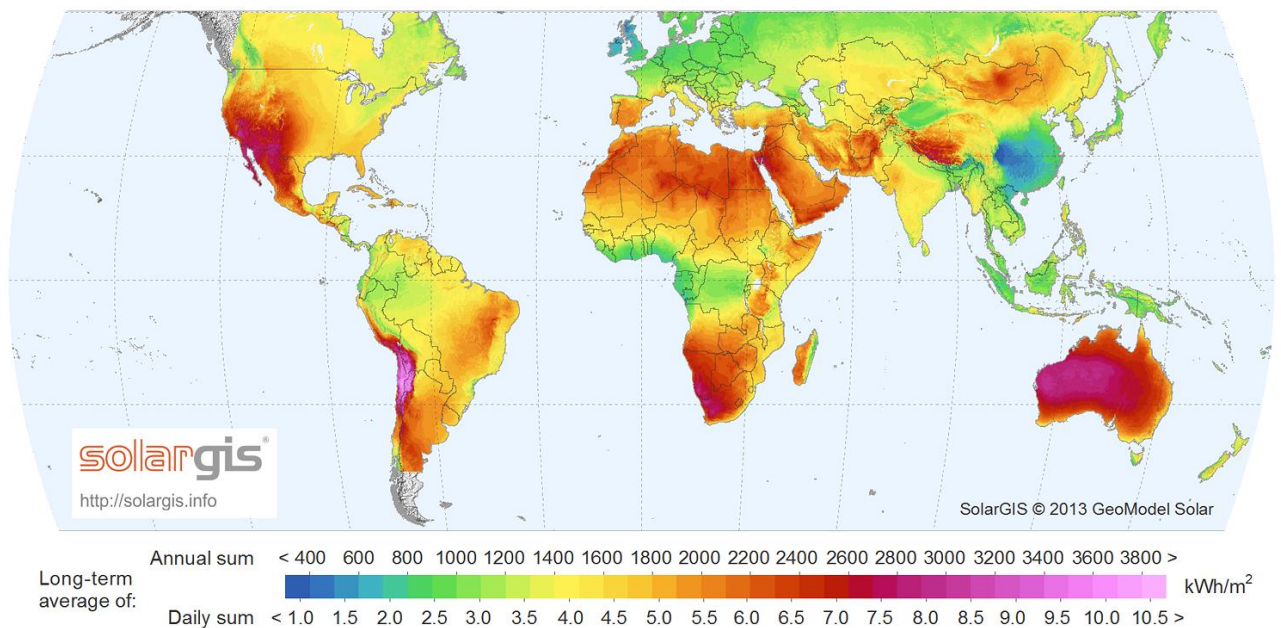 solargis®
http://solargis.info
SolarGIS © 2013 GeoModel Solar
Annual sum < 400 600 800 1000 1200 1400 1600 1800 2000 2200 2400 2600 2800 3000 3200 3400 3600 3800 >
Long-term
average of:
kWh/m²
Daily sum < 1.0 1.5 2.0 2.5 3.0 3.5 4.0 4.5 5.0 5.5 6.0 6.5 7.0 7.5 8.0 8.5 9.0 9.5 10.0 10.5 >